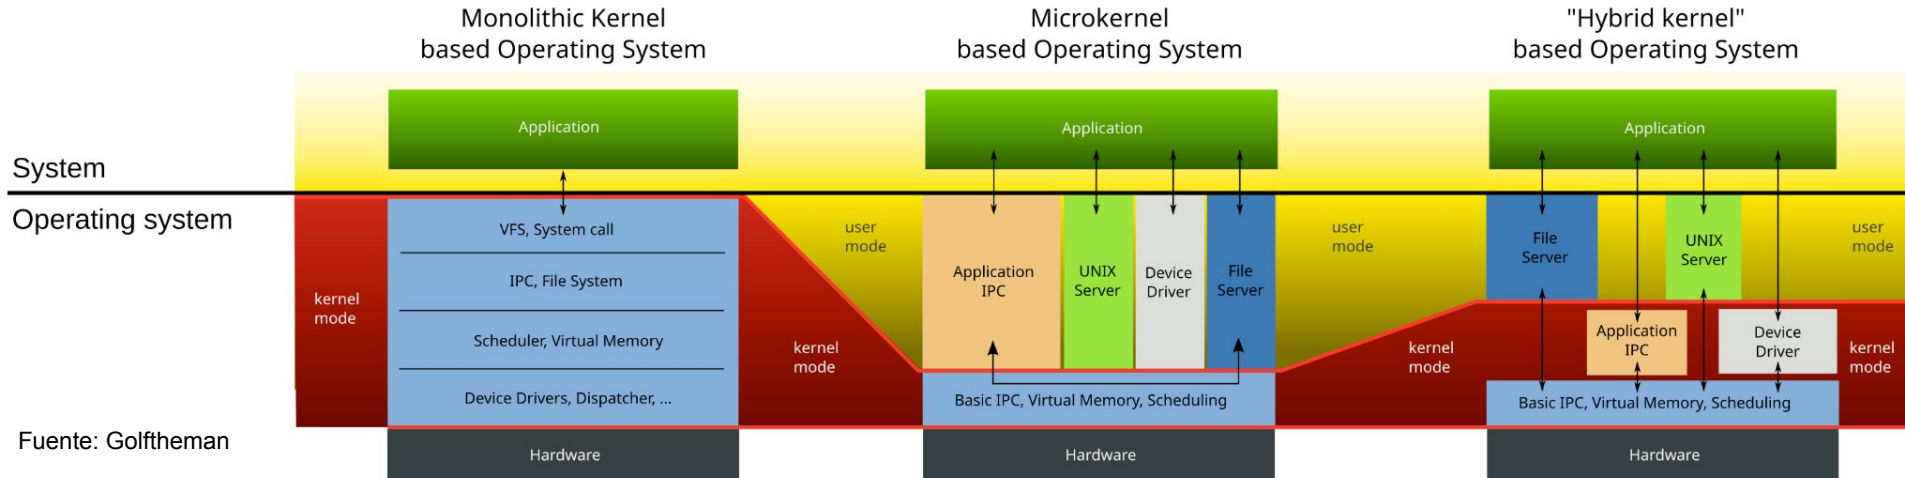 Monolithic Kernel
based Operating System
Microkernel
based Operating System
"Hybrid kernel"
based Operating System
System
Operating system
Application
VFS, System call
IPC, File System
Scheduler, Virtual Memory
Device Drivers, Dispatcher, ...
Hardware
kernel
mode
kernel
mode
user
mode
Application
Application
IPC
UNIX
Server
Device
Driver
File
Server
Basic IPC, Virtual Memory, Scheduling
Hardware
user
mode
kernel
mode
Application
File
Server
UNIX
Server
Application
IPC
Device
Driver
Basic IPC, Virtual Memory, Scheduling
Hardware
user
mode
kernel
mode
Fuente: Golftheman